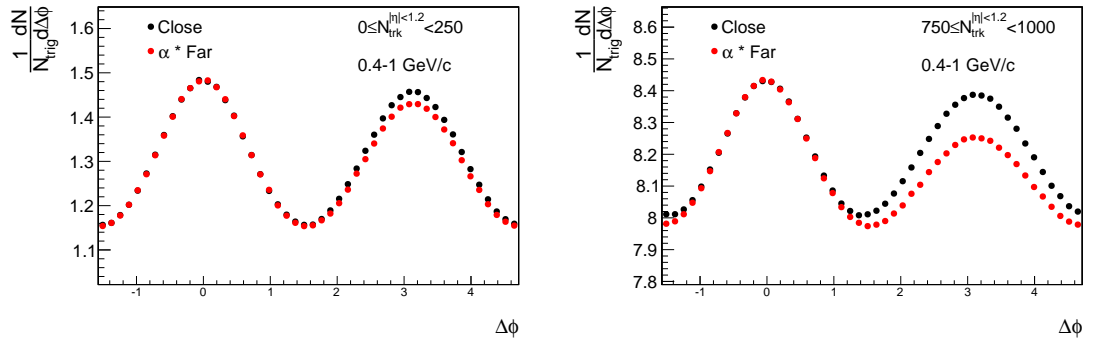 1/N_trig dN/dΔϕ
Close
α * Far
0≤N_trk^|η|<1.2 <250
0.4-1 GeV/c
1.6
1.5
1.4
1.3
1.2
1.1
-1 0 1 2 3 4
Δϕ
1/N_trig dN/dΔϕ
Close
α * Far
750≤N_trk^|η|<1.2 <1000
0.4-1 GeV/c
8.6
8.5
8.4
8.3
8.2
8.1
8
7.9
7.8
-1 0 1 2 3 4
Δϕ